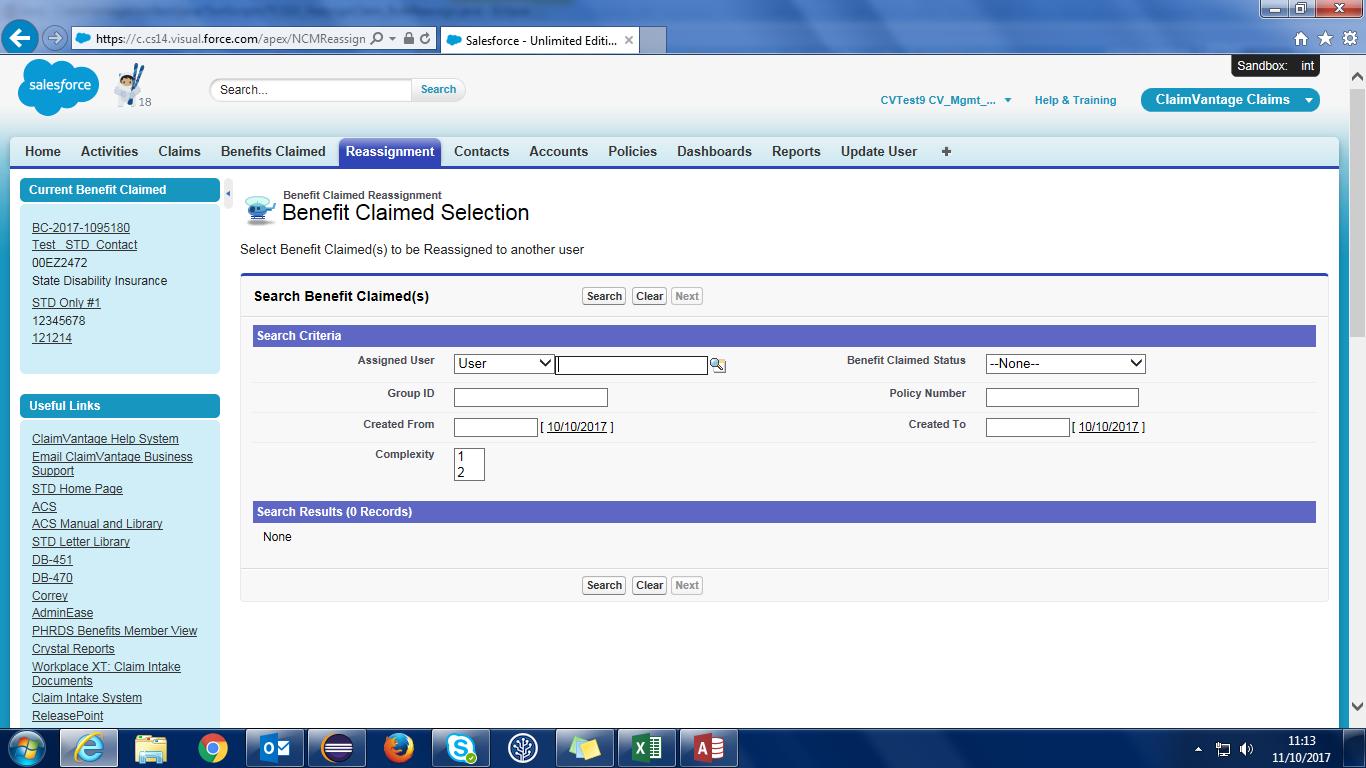 https://c.cs14.visual.force.com/apex/NCMReassign
Salesforce - Unlimited Editi...
Sandbox: int
salesforce
18
Search...
Search
CVTest9 CV_Mgmt_...
Help & Training
ClaimVantage Claims
Home
Activities
Claims
Benefits Claimed
Reassignment
Contacts
Accounts
Policies
Dashboards
Reports
Update User
+
Current Benefit Claimed
BC-2017-1095180
Test_ STD_Contact
00EZ2472
State Disability Insurance
STD Only #1
12345678
121214
Useful Links
ClaimVantage Help System
Email ClaimVantage Business
Support
STD Home Page
ACS
ACS Manual and Library
STD Letter Library
DB-451
DB-470
Correy
AdminEase
PHRDS Benefits Member View
Crystal Reports
Workplace XT: Claim Intake
Documents
Claim Intake System
ReleasePoint
Benefit Claimed Reassignment
Benefit Claimed Selection
Select Benefit Claimed(s) to be Reassigned to another user
Search Benefit Claimed(s)
Search
Clear
Next
Search Criteria
Assigned User
User
Benefit Claimed Status
--None--
Group ID
Policy Number
Created From
[ 10/10/2017 ]
Created To
[ 10/10/2017 ]
Complexity
1
2
Search Results (0 Records)
None
Search
Clear
Next
11:13
11/10/2017